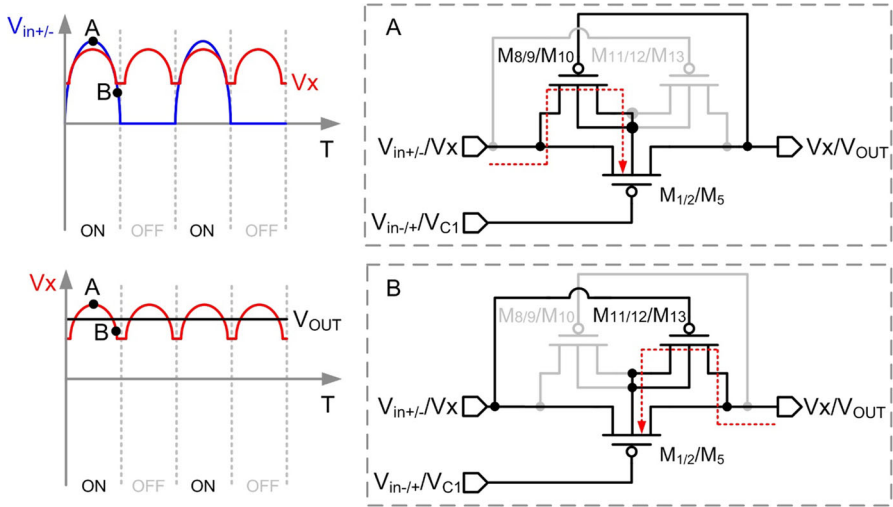 Vin+/-
A
B
Vx
T
ON OFF ON OFF
Vx
A
B
VOUT
T
ON OFF ON OFF
A
M8/9/M10
M11/12/M13
Vin+/-/Vx
Vx/VOUT
M1/2/M5
Vin-/+/VC1
B
M8/9/M10
M11/12/M13
Vin+/-/Vx
Vx/VOUT
M1/2/M5
Vin-/+/VC1